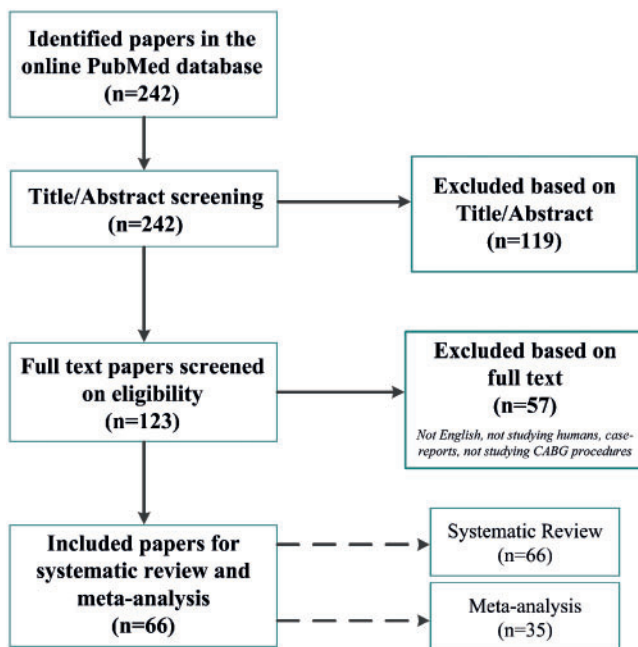 Identified papers in the
online PubMed database
(n=242)
Title/Abstract screening
(n=242)
Excluded based on
Title/Abstract
(n=119)
Full text papers screened
on eligibility
(n=123)
Excluded based on
full text
(n=57)
Not English, not studying humans, case-
reports, not studying CABG procedures
Included papers for
systematic review and
meta-analysis
(n=66)
Systematic Review
(n=66)
Meta-analysis
(n=35)